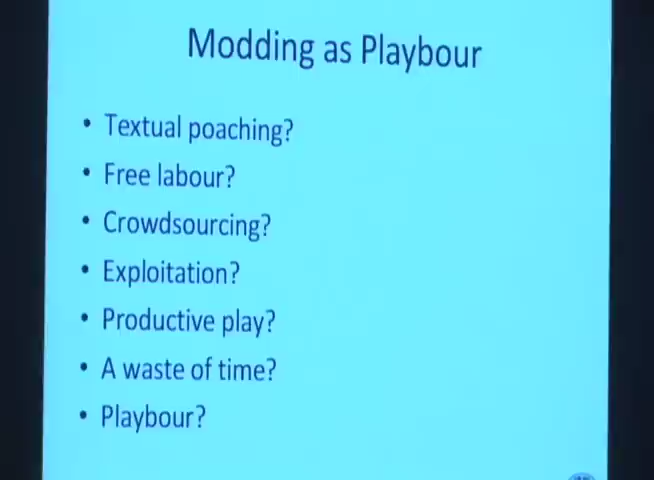 Modding as Playbour
• Textual poaching?
• Free labour?
• Crowdsourcing?
• Exploitation?
• Productive play?
• A waste of time?
• Playbour?